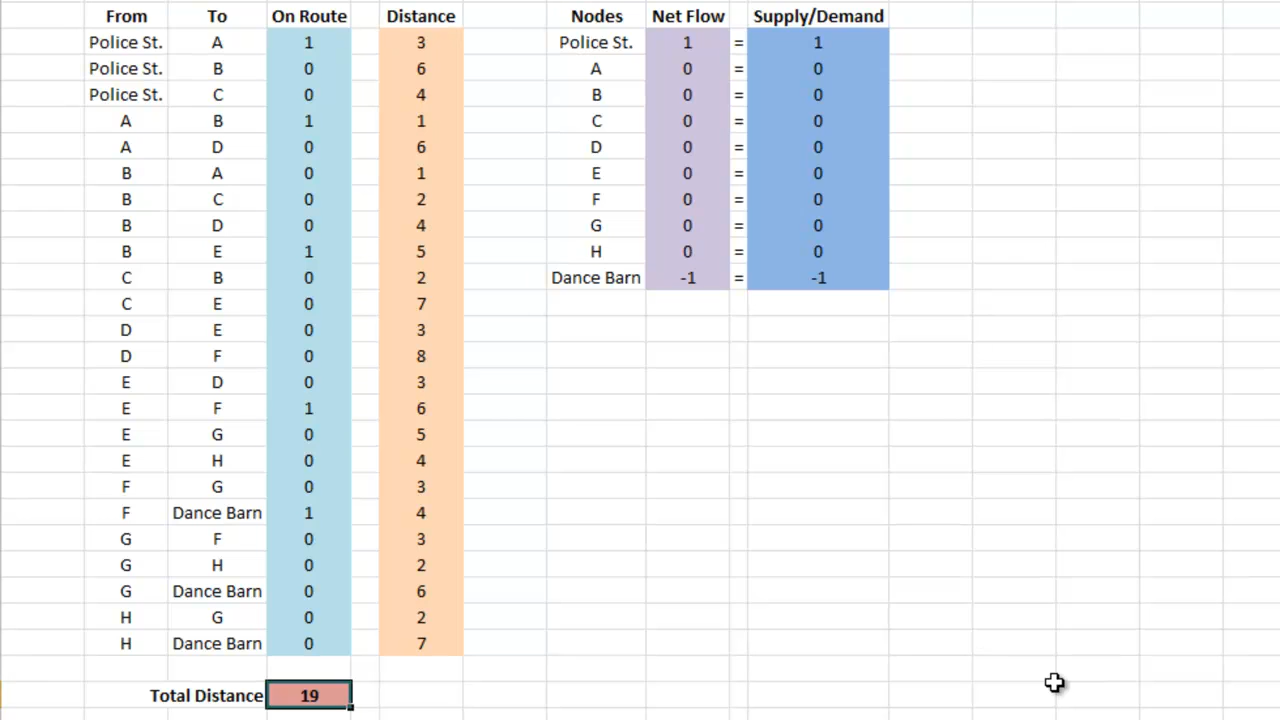 From To On Route Distance Nodes Net Flow Supply/Demand
Police St. A 1 3 Police St. 1 = 1
Police St. B 0 6 A 0 = 0
Police St. C 0 4 B 0 = 0
A B 1 1 C 0 = 0
A D 0 6 D 0 = 0
B A 0 1 E 0 = 0
B C 0 2 F 0 = 0
B D 0 4 G 0 = 0
B E 1 5 H 0 = 0
C B 0 2 Dance Barn -1 = -1
C E 0 7
D E 0 3
D F 0 8
E D 0 3
E F 1 6
E G 0 5
E H 0 4
F G 0 3
F Dance Barn 1 4
G F 0 3
G H 0 2
G Dance Barn 0 6
H G 0 2
H Dance Barn 0 7
Total Distance 19